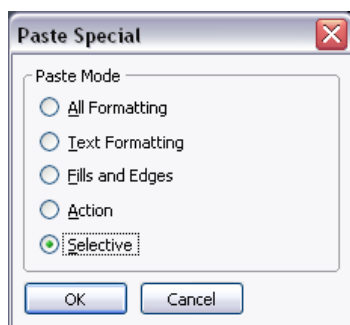 Paste Special
Paste Mode
All Formatting
Text Formatting
Fills and Edges
Action
Selective
OK
Cancel